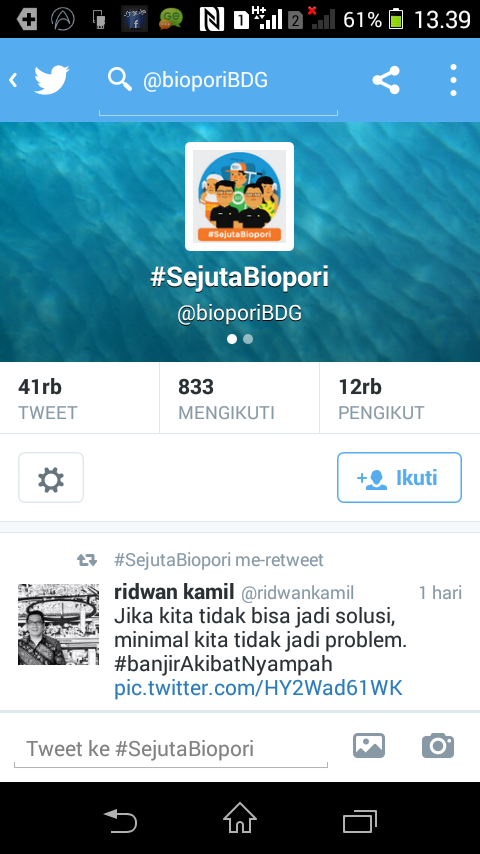 61% 13.39
@bioporiBDG
#SejutaBiopori
#SejutaBiopori
@bioporiBDG
41rb 833 12rb
TWEET MENGIKUTI PENGIKUT
Ikuti
#SejutaBiopori me-retweet
ridwan kamil @ridwankamil 1 hari
Jika kita tidak bisa jadi solusi,
minimal kita tidak jadi problem.
#banjirAkibatNyampah
pic.twitter.com/HY2Wad61WK
Tweet ke #SejutaBiopori